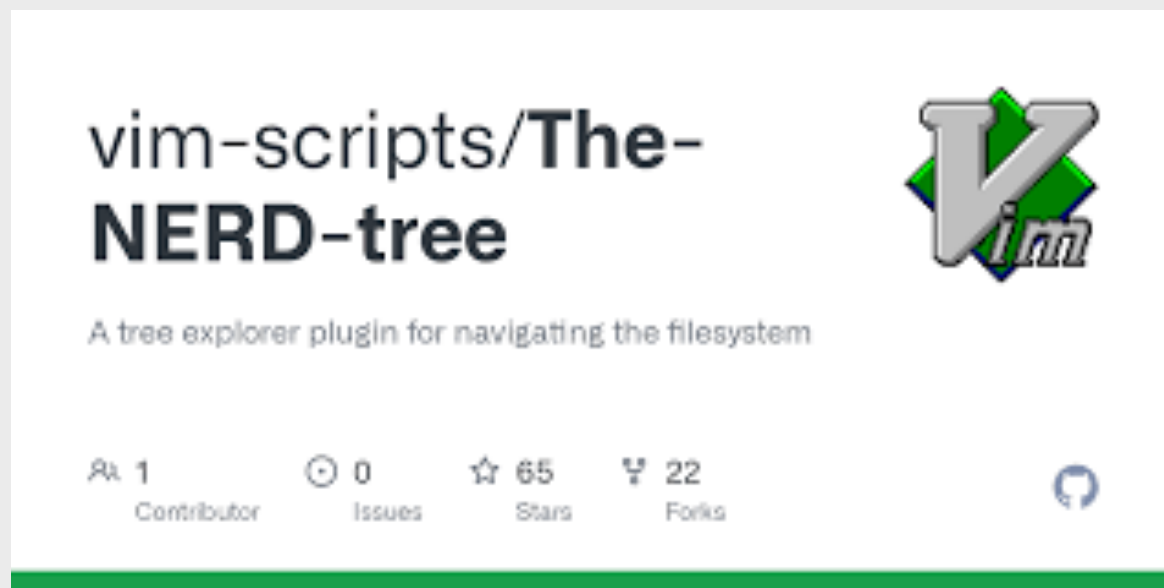 vim-scripts/The-
NERD-tree
Vim
A tree explorer plugin for navigating the filesystem
1 0 65 22
Contributor Issues Stars Forks